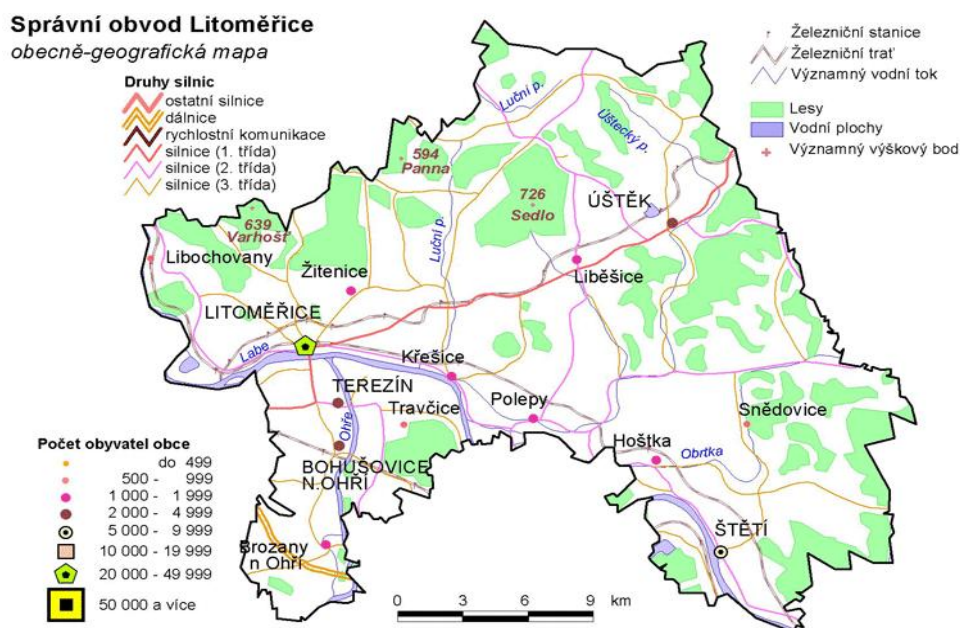 Správní obvod Litoměřice
obecně-geografická mapa
Druhy silnic
ostatní silnice
dálnice
rychlostní komunikace
silnice (1. třída)
silnice (2. třída)
silnice (3. třída)
Železniční stanice
Železniční trať
Významný vodní tok
Lesy
Vodní plochy
Významný výškový bod
Luční p.
Úštecký p.
594
Panna
726
Sedlo
ÚŠTĚK
639
Varhošť
Libochovany
Žitenice
Luční p.
Liběšice
LITOMĚŘICE
Labe
Křešice
TEREZÍN
Ohře
Travčice
Polepy
Snědovice
Hoštka
Obrtka
BOHUŠOVICE
N.OHŘÍ
ŠTĚTÍ
Brozany
n Ohří
Počet obyvatel obce
do 499
500 - 999
1 000 - 1 999
2 000 - 4 999
5 000 - 9 999
10 000 - 19 999
20 000 - 49 999
50 000 a více
0 3 6 9 km